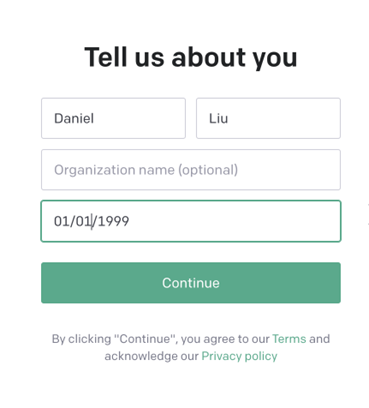 Tell us about you
Daniel
Liu
Organization name (optional)
01/01/1999
Continue
By clicking "Continue", you agree to our Terms and
acknowledge our Privacy policy